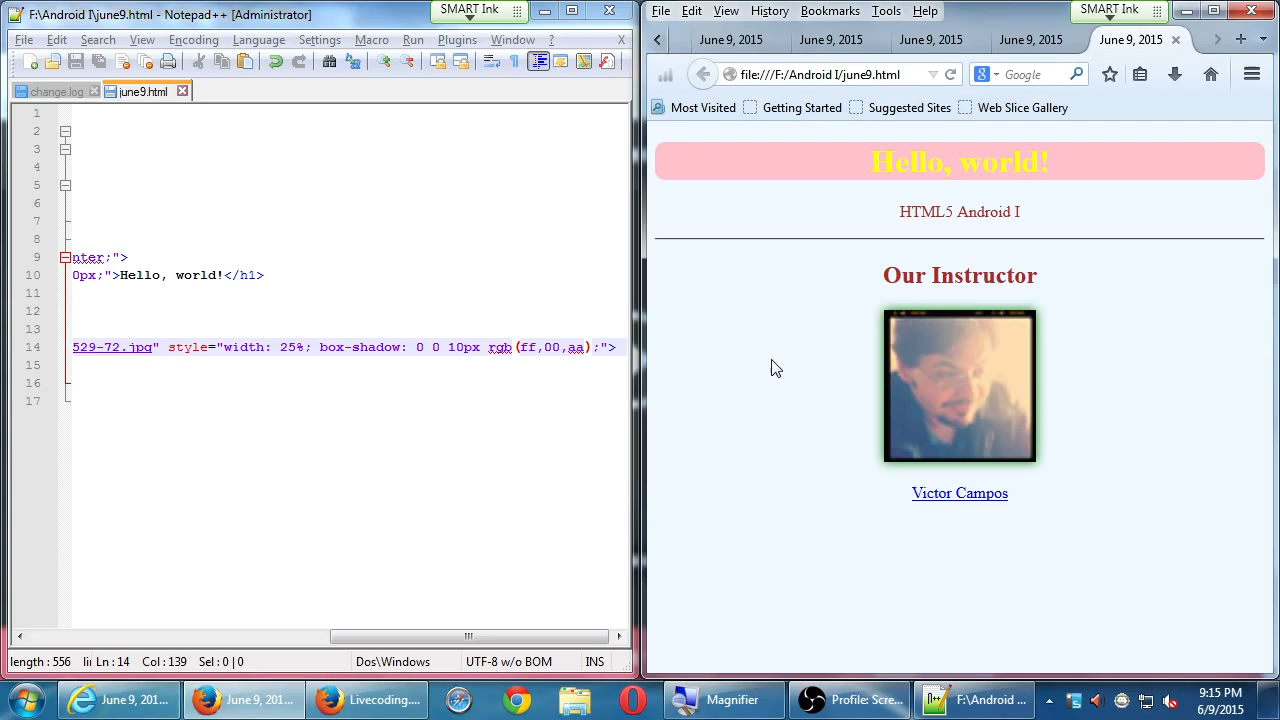 F:\Android I\june9.html - Notepad++ [Administrator]
SMART Ink
File Edit Search View Encoding Language Settings Macro Run Plugins Window ? X
change.log june9.html
1
2
3
4
5
6
7
8
9 nter;">
10 0px;">Hello, world!</h1>
11
12
13
14 529-72.jpg" style="width: 25%; box-shadow: 0 0 10px rgb(ff,00,aa);">
15
16
17
length : 556 Ln : 14 Col : 139 Sel : 0 | 0 Dos\Windows UTF-8 w/o BOM INS
File Edit View History Bookmarks Tools Help
SMART Ink
June 9, 2015 June 9, 2015 June 9, 2015 June 9, 2015 June 9, 2015
file:///F:/Android I/june9.html Google
Most Visited Getting Started Suggested Sites Web Slice Gallery
Hello, world!
HTML5 Android I
Our Instructor
Victor Campos
June 9, 201... June 9, 201... Livecoding.... Magnifier Profile: Scre... F:\Android ...
9:15 PM
6/9/2015